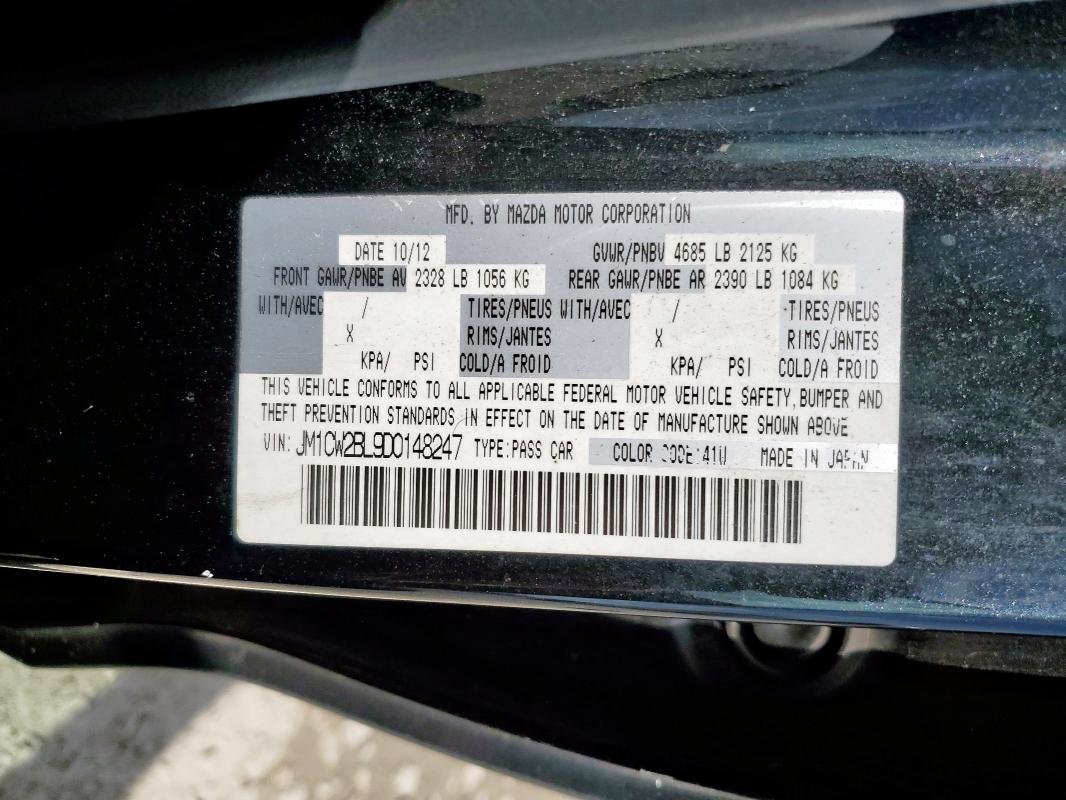 MFD. BY MAZDA MOTOR CORPORATION
DATE 10/12 GVWR/PNBV 4685 LB 2125 KG
FRONT GAWR/PNBE AV 2328 LB 1056 KG REAR GAWR/PNBE AR 2390 LB 1084 KG
WITH/AVEC / TIRES/PNEUS WITH/AVEC / TIRES/PNEUS
X RIMS/JANTES X RIMS/JANTES
KPA/ PSI COLD/A FROID KPA/ PSI COLD/A FROID
THIS VEHICLE CONFORMS TO ALL APPLICABLE FEDERAL MOTOR VEHICLE SAFETY, BUMPER AND
THEFT PREVENTION STANDARDS IN EFFECT ON THE DATE OF MANUFACTURE SHOWN ABOVE.
VIN: JM1CW2BL9D0148247 TYPE:PASS CAR COLOR CODE:41W MADE IN JAPAN